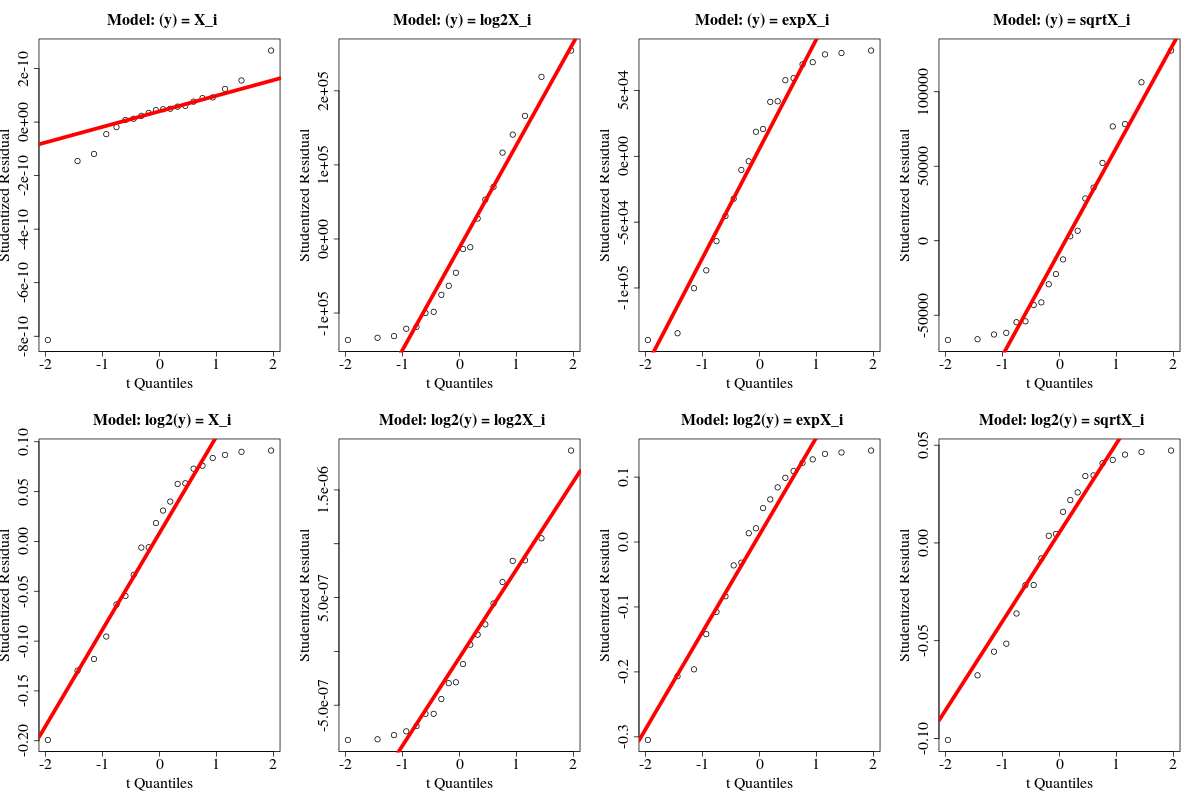 Model: (y) = X_i
Studentized Residual
2e-10
0e+00
-2e-10
-4e-10
-6e-10
-8e-10
-2 -1 0 1 2
t Quantiles
Model: (y) = log2X_i
Studentized Residual
2e+05
1e+05
0e+00
-1e+05
-2 -1 0 1 2
t Quantiles
Model: (y) = expX_i
Studentized Residual
5e+04
0e+00
-5e+04
-1e+05
-2 -1 0 1 2
t Quantiles
Model: (y) = sqrtX_i
Studentized Residual
100000
50000
0
-50000
-2 -1 0 1 2
t Quantiles
Model: log2(y) = X_i
Studentized Residual
0.10
0.05
0.00
-0.05
-0.10
-0.15
-0.20
-2 -1 0 1 2
t Quantiles
Model: log2(y) = log2X_i
Studentized Residual
1.5e-06
5.0e-07
-5.0e-07
-2 -1 0 1 2
t Quantiles
Model: log2(y) = expX_i
Studentized Residual
0.1
0.0
-0.1
-0.2
-0.3
-2 -1 0 1 2
t Quantiles
Model: log2(y) = sqrtX_i
Studentized Residual
0.05
0.00
-0.05
-0.10
-2 -1 0 1 2
t Quantiles